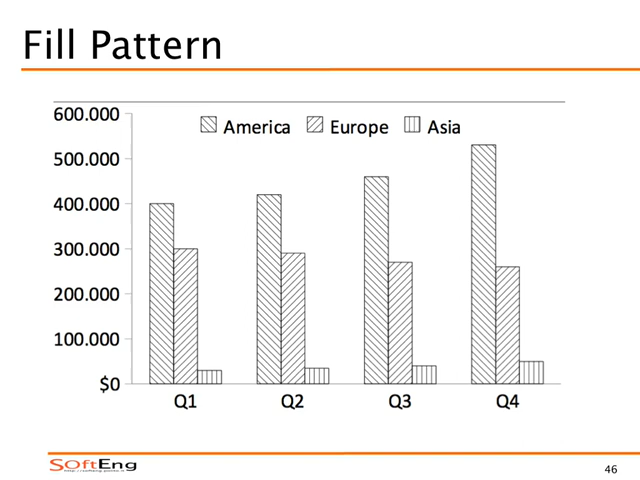 Fill Pattern
600.000
America Europe Asia
500.000
400.000
300.000
200.000
100.000
$0
Q1 Q2 Q3 Q4
SOftEng
46